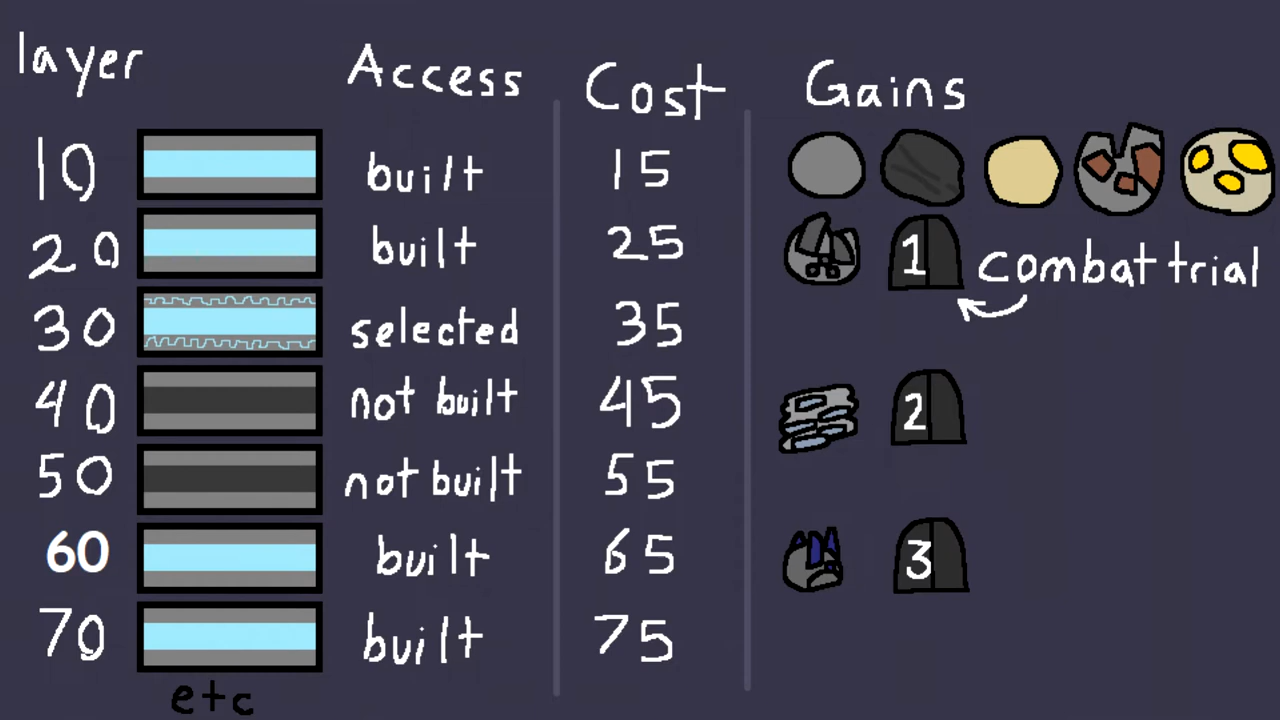 layer Access Cost Gains
10 built 15
20 built 25 1 combat trial
30 selected 35
40 not built 45 2
50 not built 55
60 built 65 3
70 built 75
etc